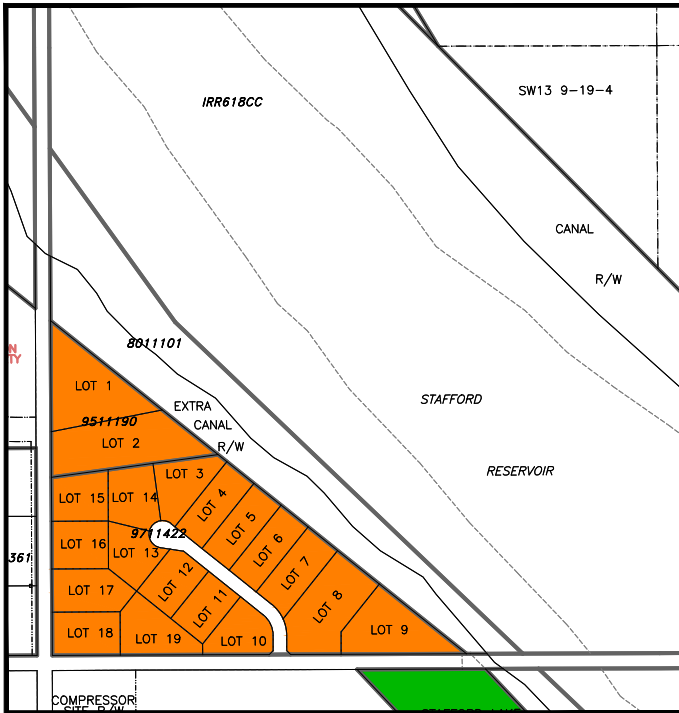 SW13 9-19-4
IRR618CC
CANAL
R/W
8011101
N
TY
LOT 1
STAFFORD
EXTRA
CANAL
R/W
9511190
LOT 2
RESERVOIR
LOT 3
LOT 4
LOT 5
LOT 6
LOT 7
LOT 8
LOT 9
LOT 15
LOT 14
9711422
LOT 16
LOT 13
361
LOT 12
LOT 11
LOT 10
LOT 17
LOT 18
LOT 19
COMPRESSOR
SITE R/W